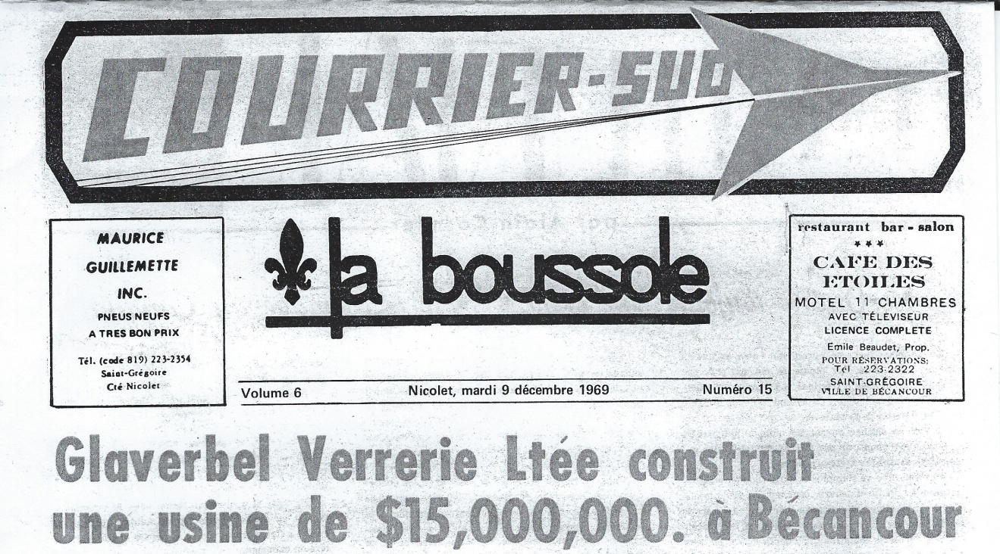 COURRIER-SUD
MAURICE
GUILLEMETTE
INC.
PNEUS NEUFS
A TRES BON PRIX
Tél. (code 819) 223-2354
Saint-Grégoire
Cté Nicolet
la boussole
restaurant bar - salon
***
CAFE DES
ETOILES
MOTEL 11 CHAMBRES
AVEC TÉLÉVISEUR
LICENCE COMPLETE
Emile Beaudet, Prop.
POUR RÉSERVATIONS:
Tél 223-2322
SAINT-GRÉGOIRE
VILLE DE BÉCANCOUR
Volume 6 Nicolet, mardi 9 décembre 1969 Numéro 15
Glaverbel Verrerie Ltée construit
une usine de $15,000,000. à Bécancour